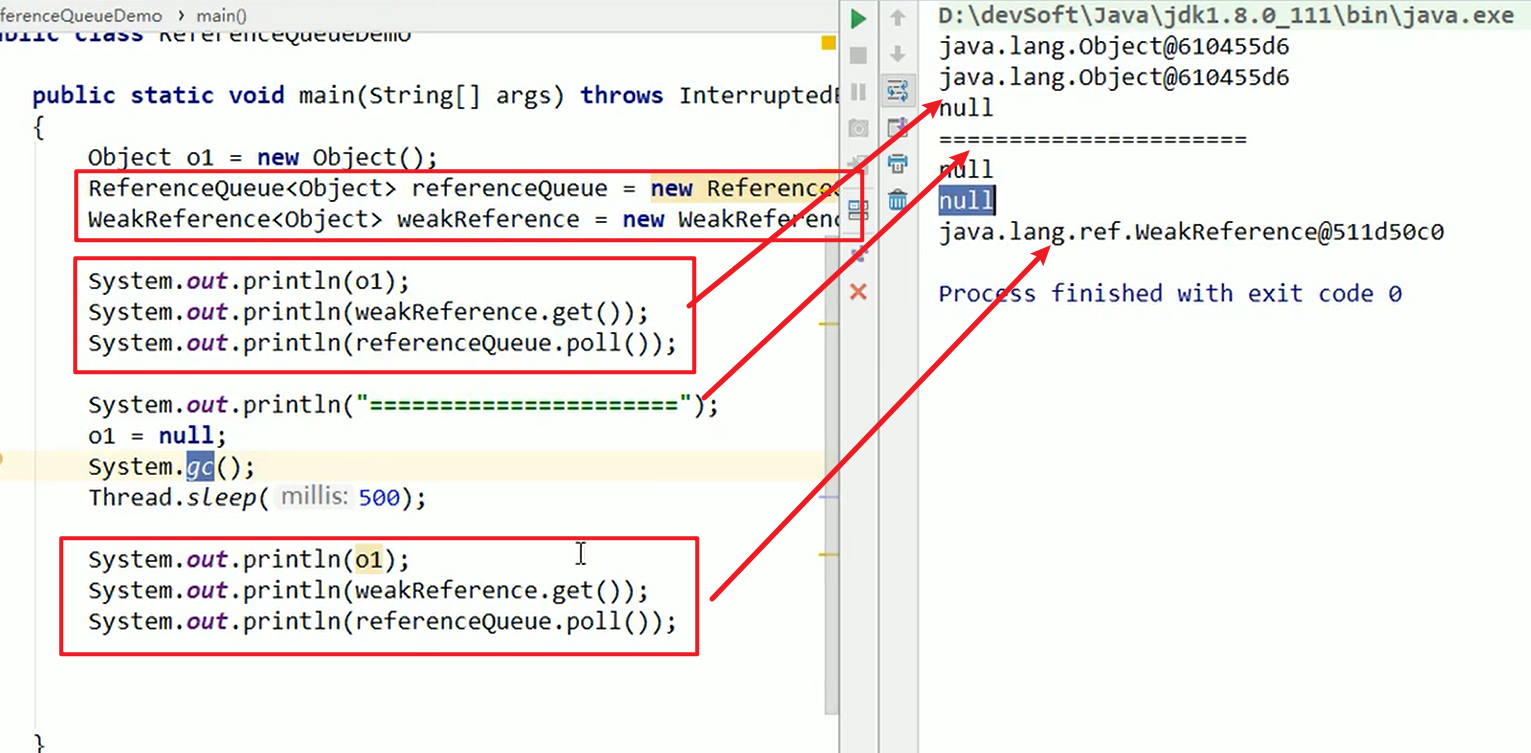 ferenceQueueDemo > main()
public class ReferenceQueueDemo
public static void main(String[] args) throws Interrupted
{
Object o1 = new Object();
ReferenceQueue<Object> referenceQueue = new Reference
WeakReference<Object> weakReference = new WeakReferen
System.out.println(o1);
System.out.println(weakReference.get());
System.out.println(referenceQueue.poll());
System.out.println("======================");
o1 = null;
System.gc();
Thread.sleep( millis: 500);
System.out.println(o1);
System.out.println(weakReference.get());
System.out.println(referenceQueue.poll());
}
D:\devSoft\Java\jdk1.8.0_111\bin\java.exe
java.lang.Object@610455d6
java.lang.Object@610455d6
null
======================
null
null
java.lang.ref.WeakReference@511d50c0
Process finished with exit code 0